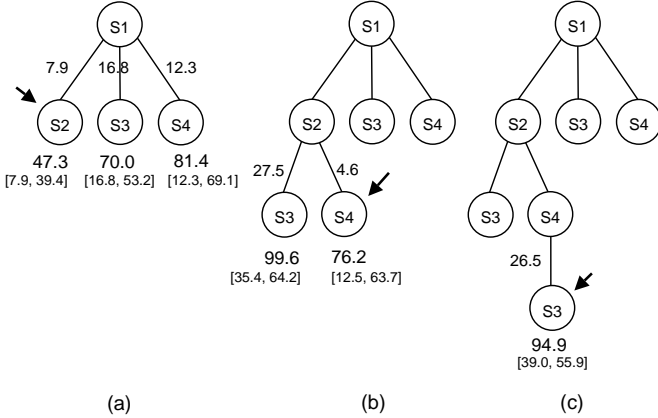 S1
7.9 16.8 12.3
S2 S3 S4
47.3 70.0 81.4
[7.9, 39.4] [16.8, 53.2] [12.3, 69.1]
(a)
S1
S2 S3 S4
27.5 4.6
S3 S4
99.6 76.2
[35.4, 64.2] [12.5, 63.7]
(b)
S1
S2 S3 S4
S3 S4
26.5
S3
94.9
[39.0, 55.9]
(c)